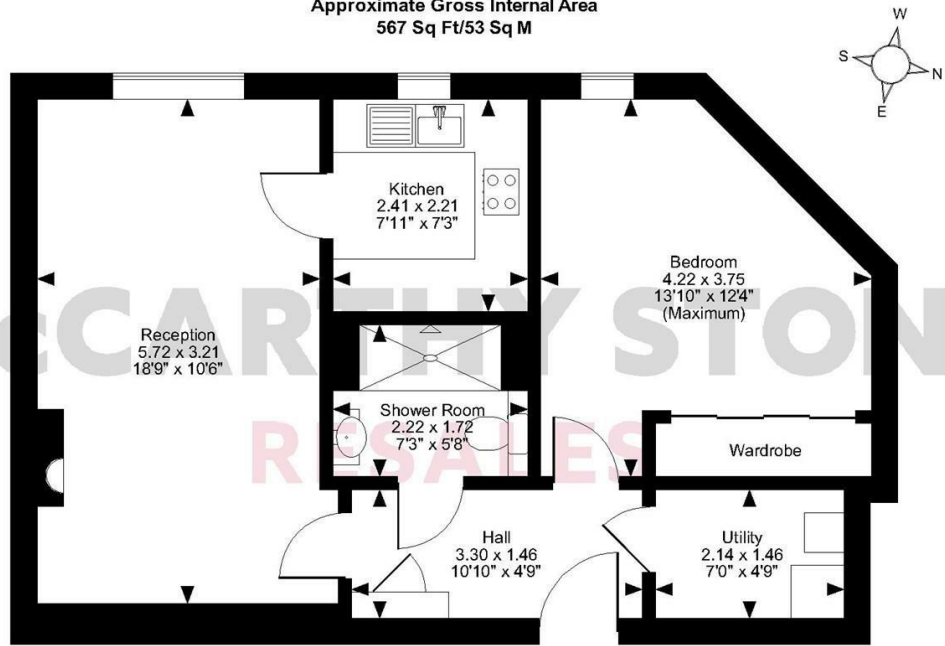 Approximate Gross Internal Area
567 Sq Ft/53 Sq M
W
S
N
E
Kitchen
2.41 x 2.21
7'11" x 7'3"
Bedroom
4.22 x 3.75
13'10" x 12'4"
(Maximum)
McCARTHY STON
Reception
5.72 x 3.21
18'9" x 10'6"
Shower Room
2.22 x 1.72
7'3" x 5'8"
RESALES
Wardrobe
Hall
3.30 x 1.46
10'10" x 4'9"
Utility
2.14 x 1.46
7'0" x 4'9"